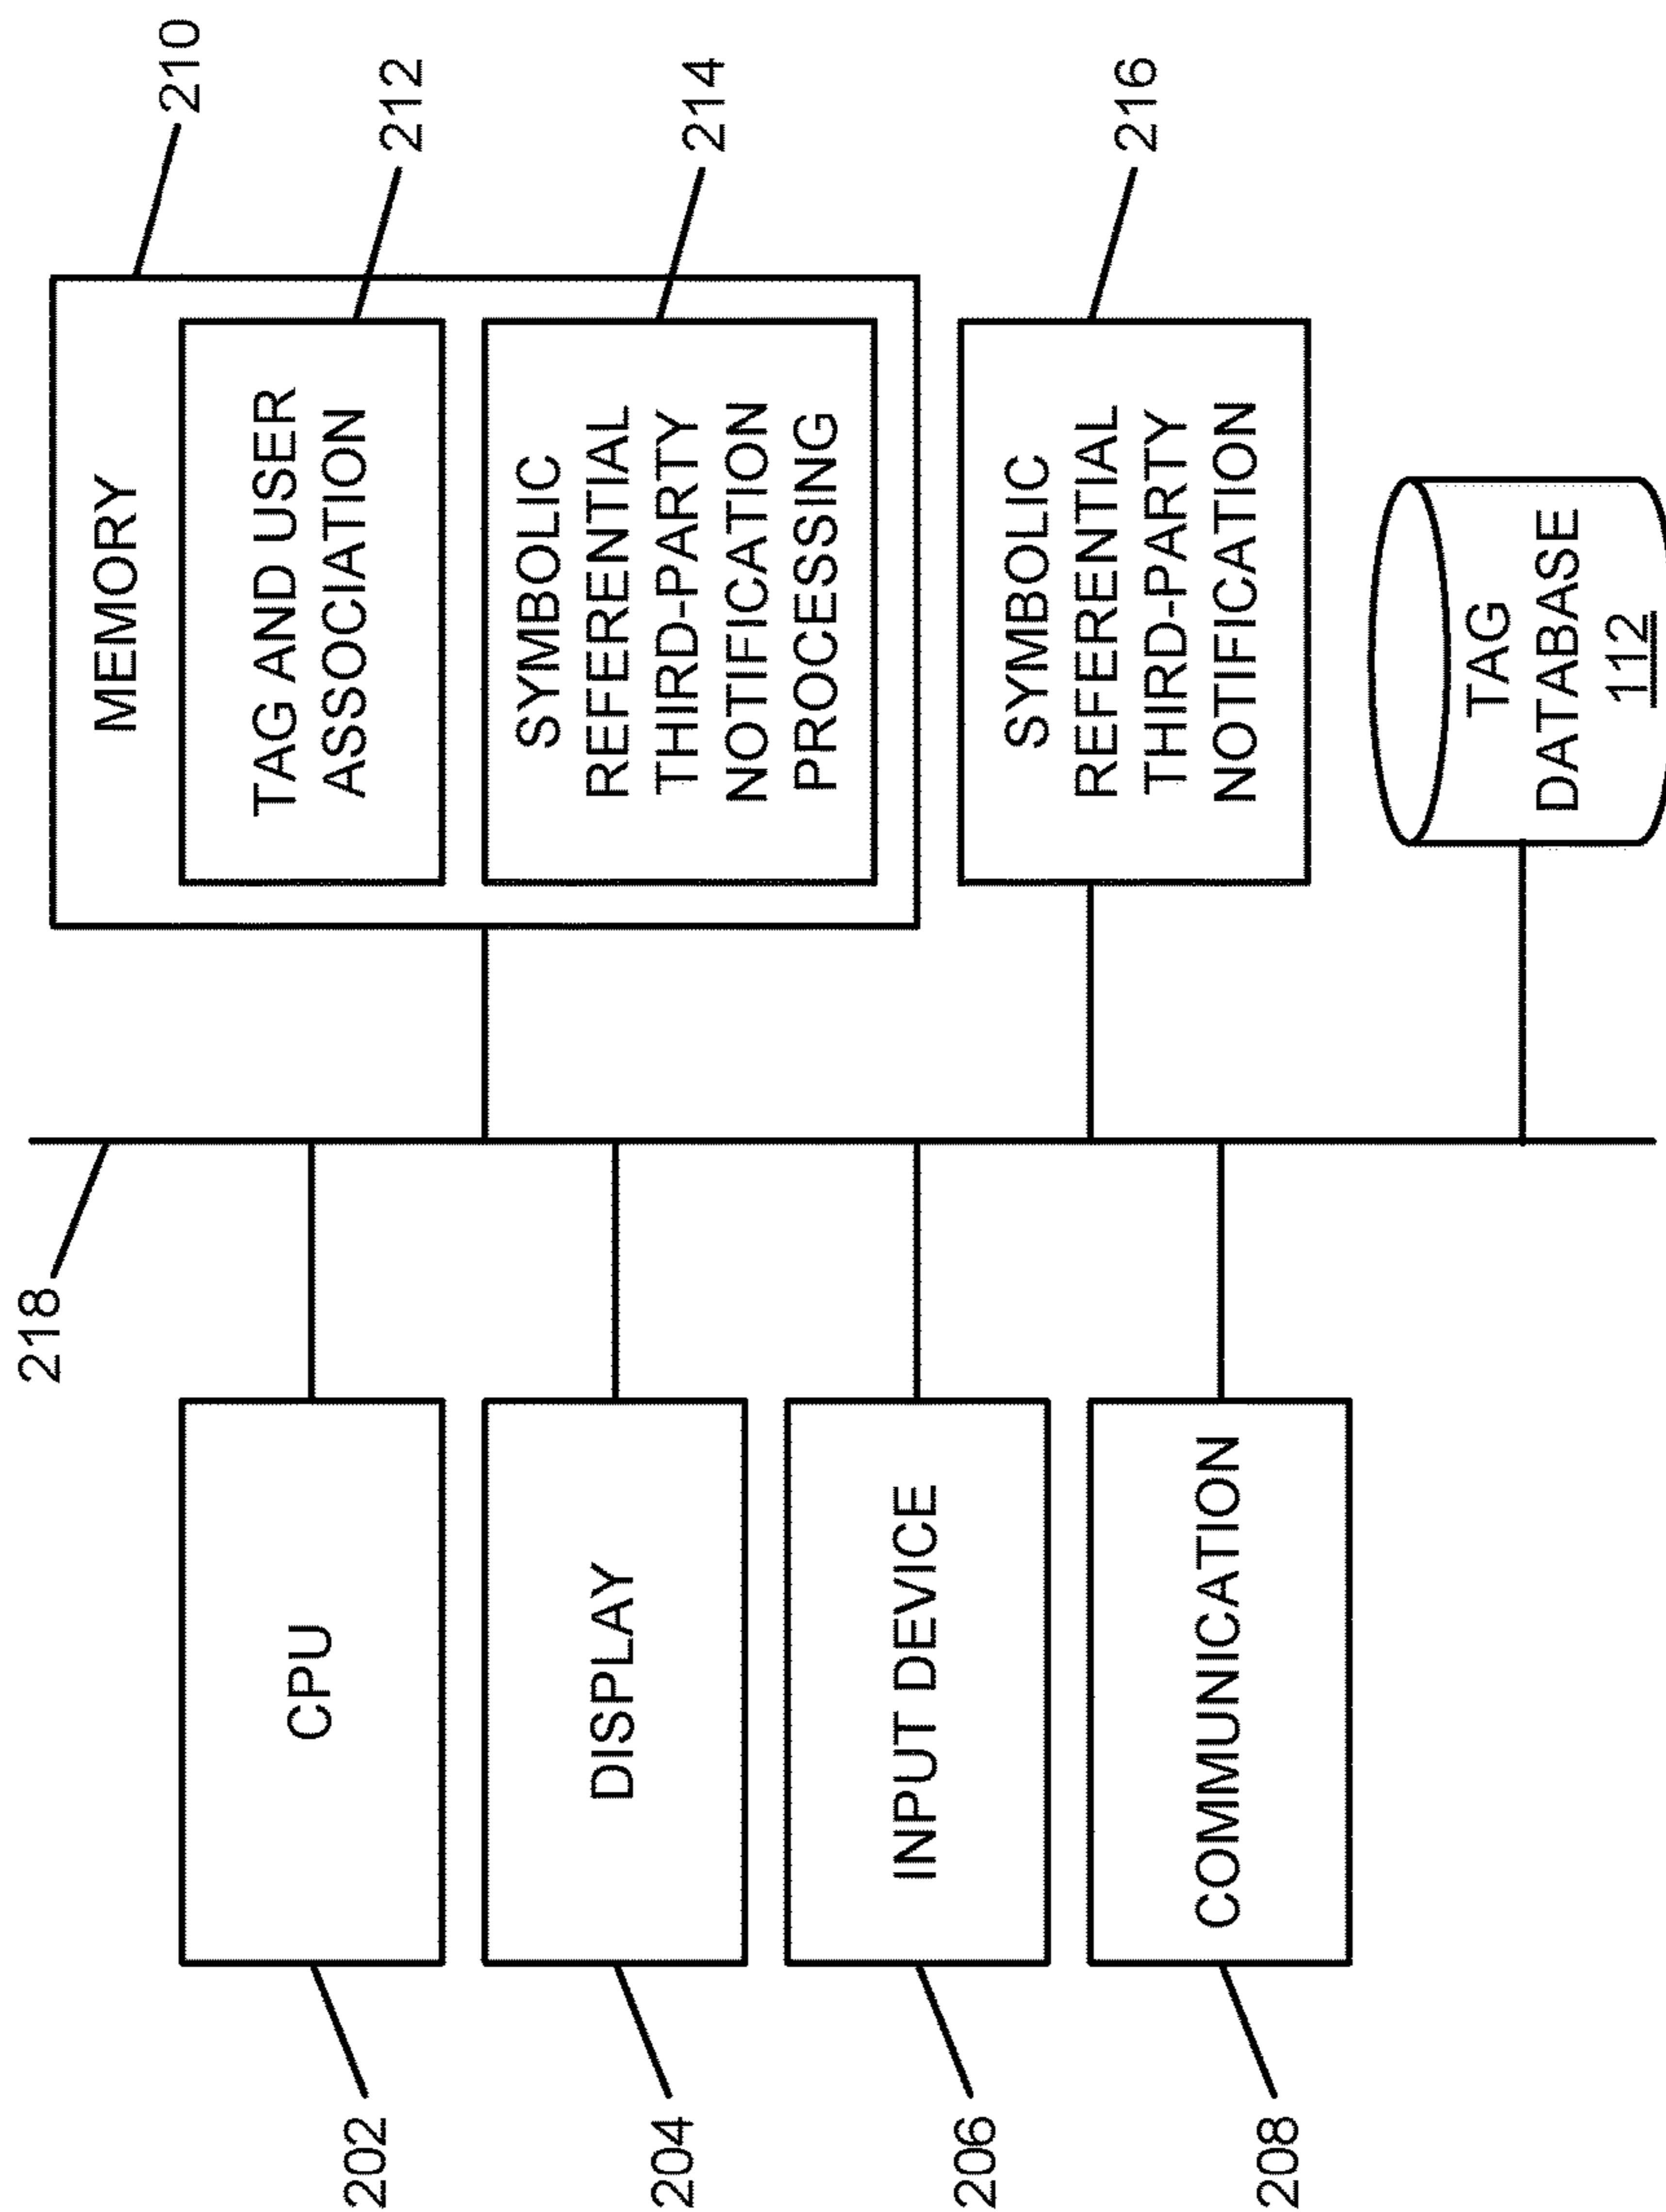 218
210
MEMORY
TAG AND USER
ASSOCIATION
212
SYMBOLIC
REFERENTIAL
THIRD-PARTY
NOTIFICATION
PROCESSING
214
SYMBOLIC
REFERENTIAL
THIRD-PARTY
NOTIFICATION
216
TAG
DATABASE
112
CPU
202
DISPLAY
204
INPUT DEVICE
206
COMMUNICATION
208